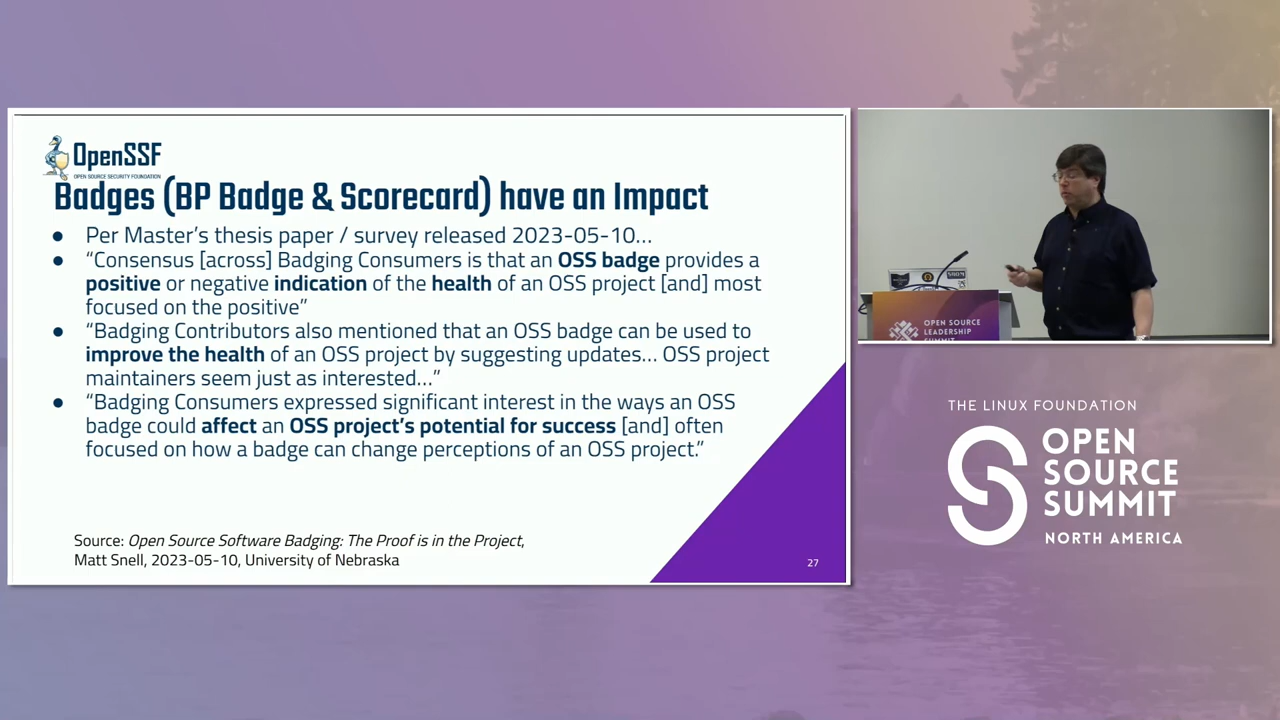 OpenSSF
OPEN SOURCE SECURITY FOUNDATION
Badges (BP Badge & Scorecard) have an Impact
● Per Master's thesis paper / survey released 2023-05-10…
● “Consensus [across] Badging Consumers is that an OSS badge provides a
positive or negative indication of the health of an OSS project [and] most
focused on the positive”
● “Badging Contributors also mentioned that an OSS badge can be used to
improve the health of an OSS project by suggesting updates… OSS project
maintainers seem just as interested…”
● “Badging Consumers expressed significant interest in the ways an OSS
badge could affect an OSS project's potential for success [and] often
focused on how a badge can change perceptions of an OSS project.”
Source: Open Source Software Badging: The Proof is in the Project,
Matt Snell, 2023-05-10, University of Nebraska
27
OPEN SOURCE
LEADERSHIP
SUMMIT
THE LINUX FOUNDATION
OPEN
SOURCE
SUMMIT
NORTH AMERICA